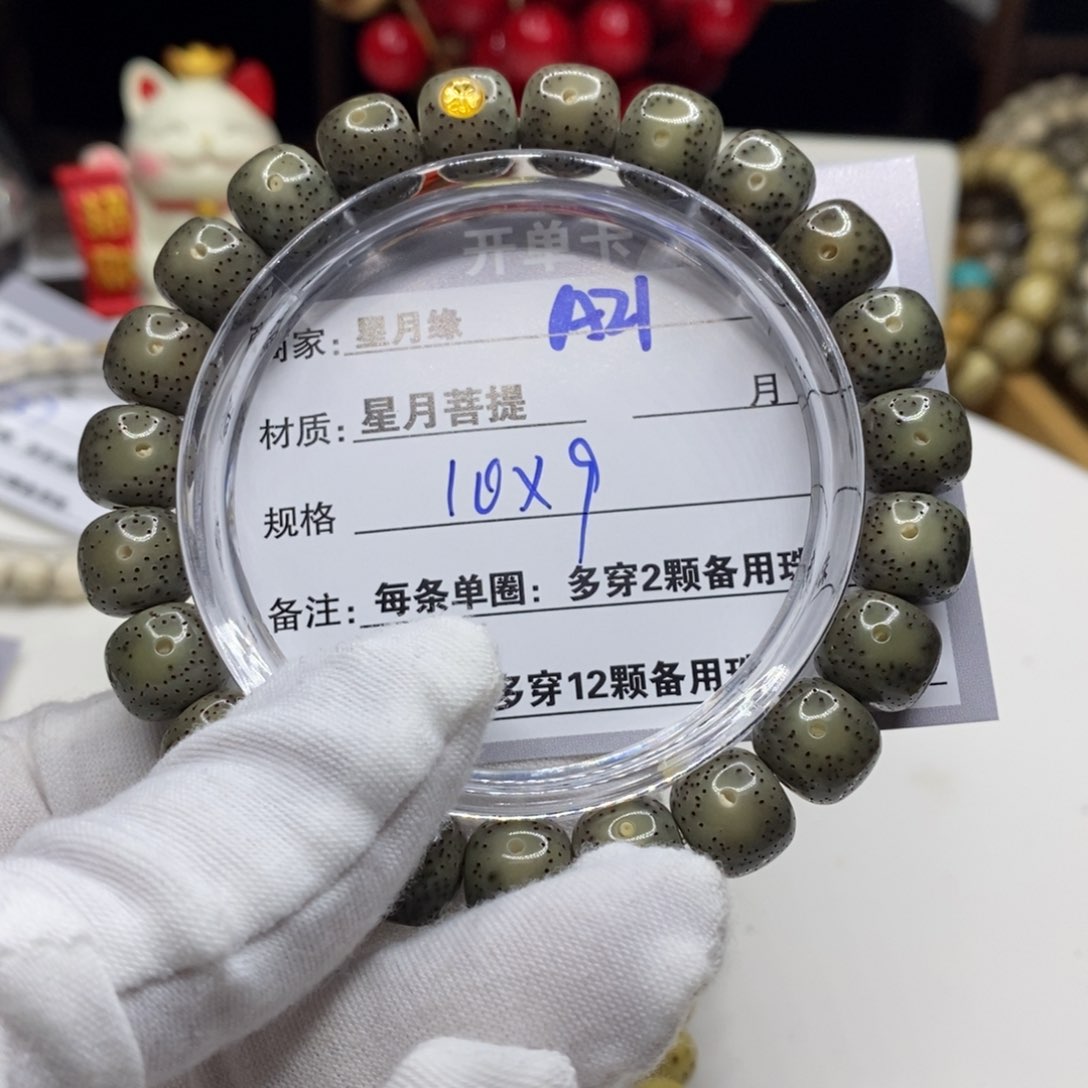 开单卡
商家：星月缘 A21
材质：星月菩提 月
规格 10X9
备注：每条单圈：多穿2颗备用珠
多穿12颗备用珠